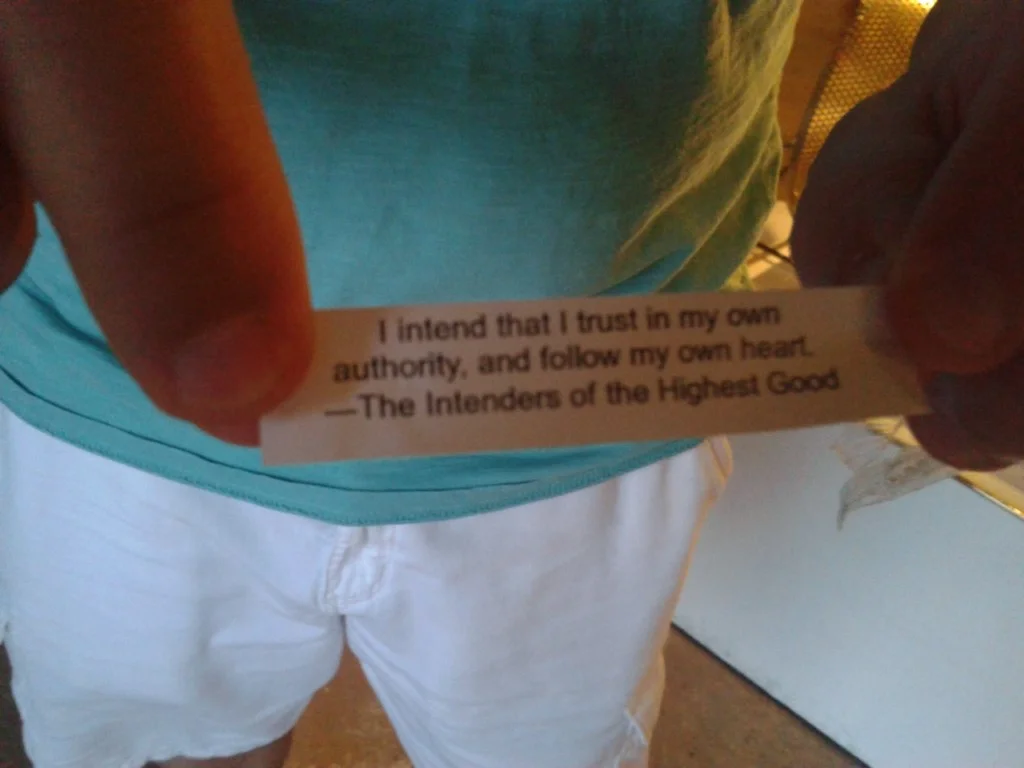 I intend that I trust in my own
authority, and follow my own heart.
—The Intenders of the Highest Good